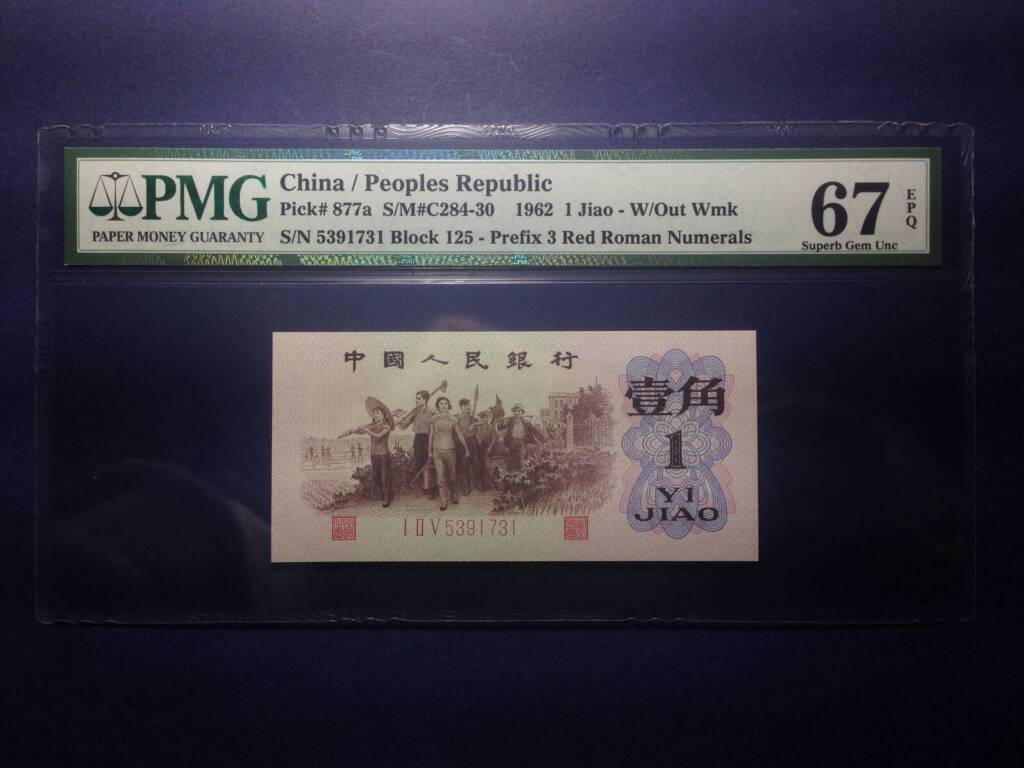 PMG
PAPER MONEY GUARANTY
China / Peoples Republic
Pick# 877a S/M#C284-30 1962 1 Jiao - W/Out Wmk
S/N 5391731 Block 125 - Prefix 3 Red Roman Numerals
67
EPQ
Superb Gem Unc
中國人民銀行
壹角
1
YI
JIAO
I II V 5391731